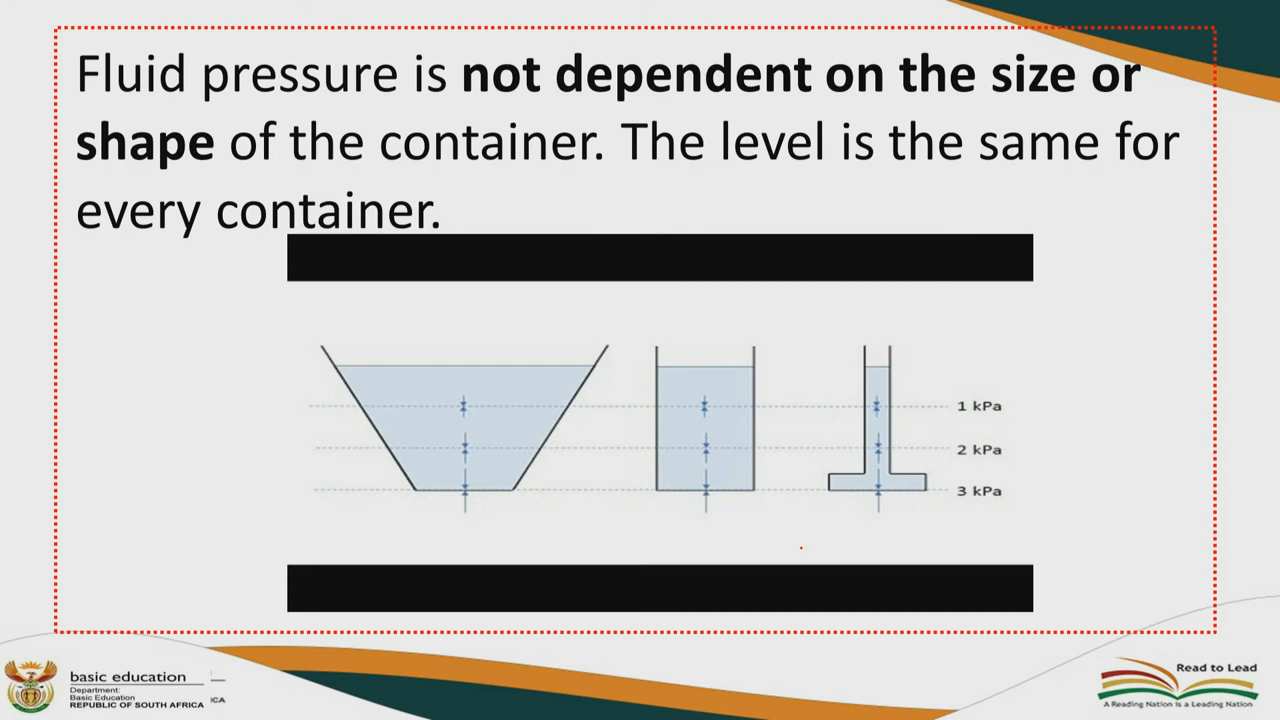 Fluid pressure is not dependent on the size or
shape of the container. The level is the same for
every container.
1 kPa
2 kPa
3 kPa
basic education
Department:
Basic Education
REPUBLIC OF SOUTH AFRICA
ICA
Read to Lead
A Reading Nation is a Leading Nation